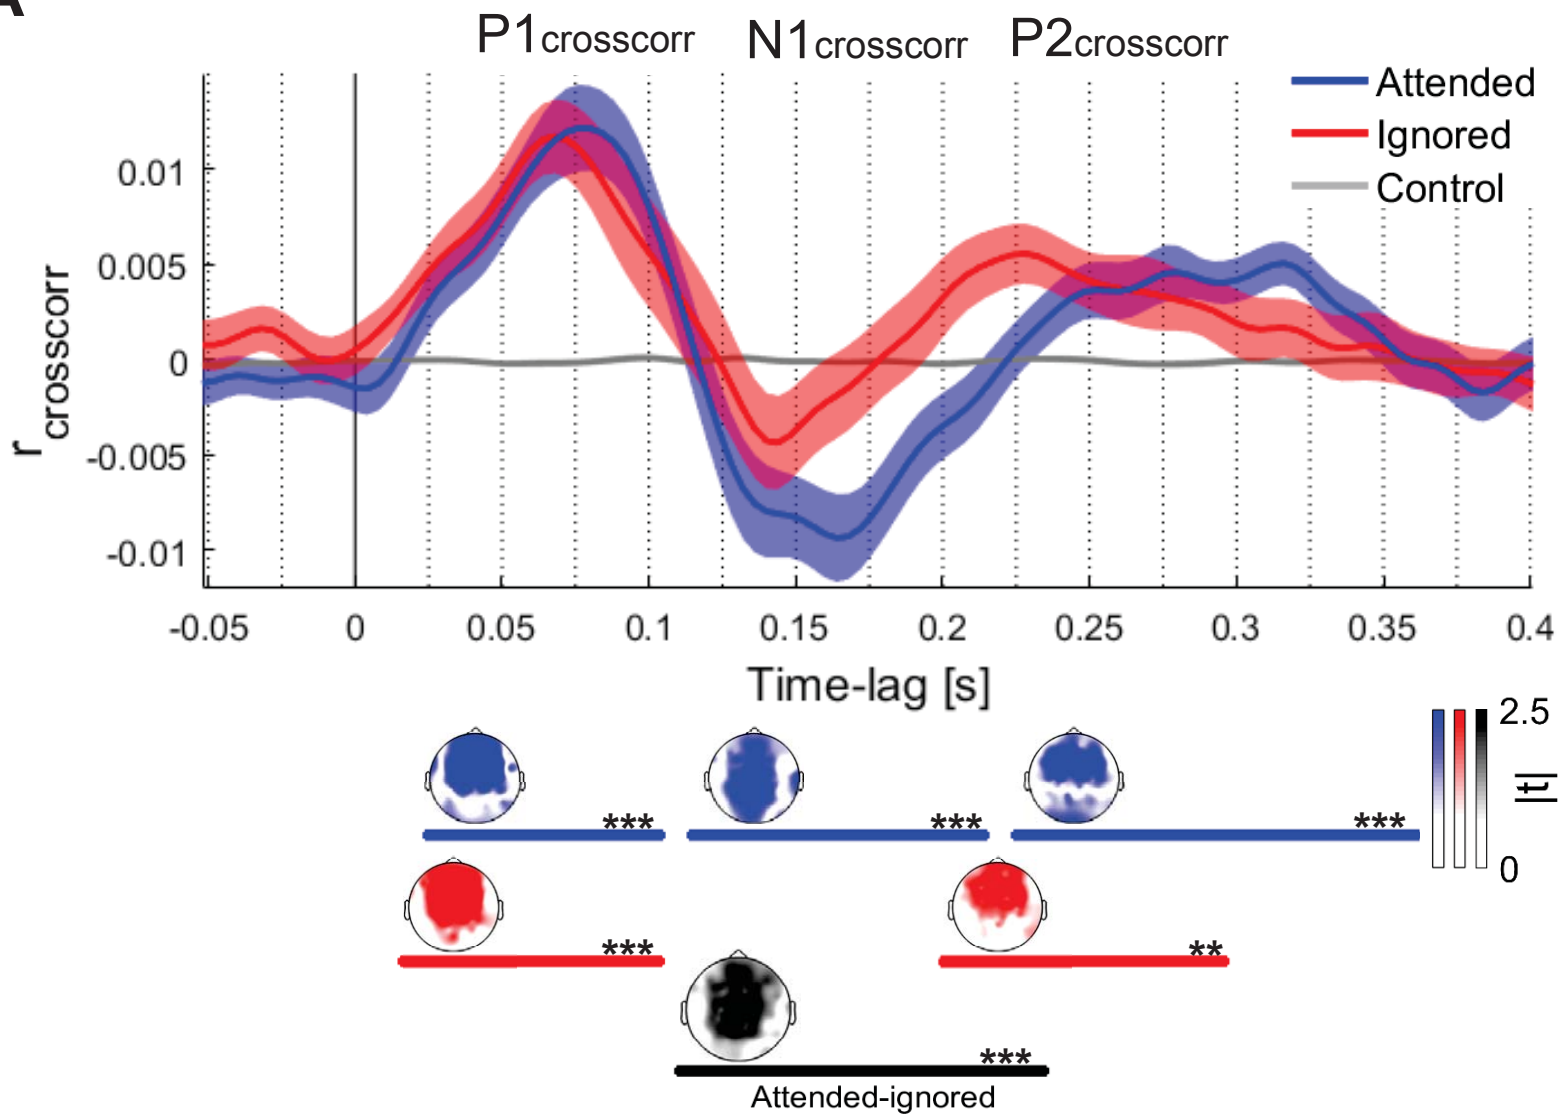 A
P1crosscorr N1crosscorr P2crosscorr
Attended
Ignored
Control
0.01
0.005
0
-0.005
-0.01
rcrosscorr
-0.05 0 0.05 0.1 0.15 0.2 0.25 0.3 0.35 0.4
Time-lag [s]
2.5
|t|
0
*** *** ***
*** **
***
Attended-ignored